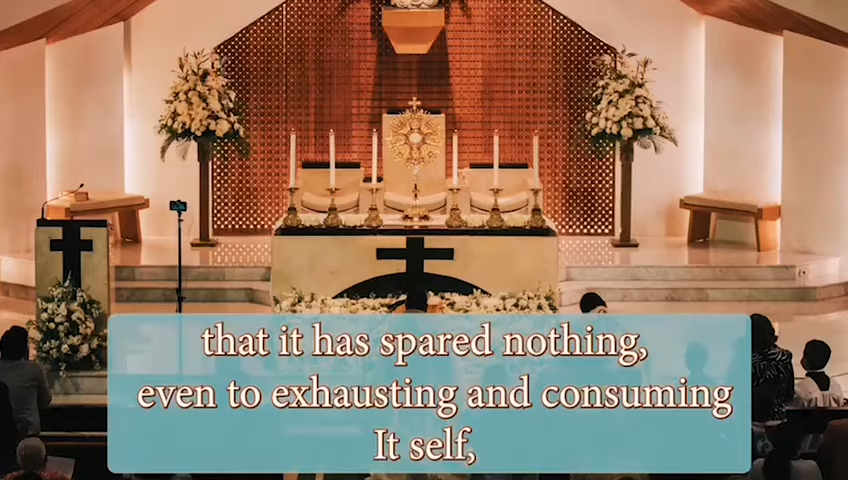 that it has spared nothing,
even to exhausting and consuming
It self,